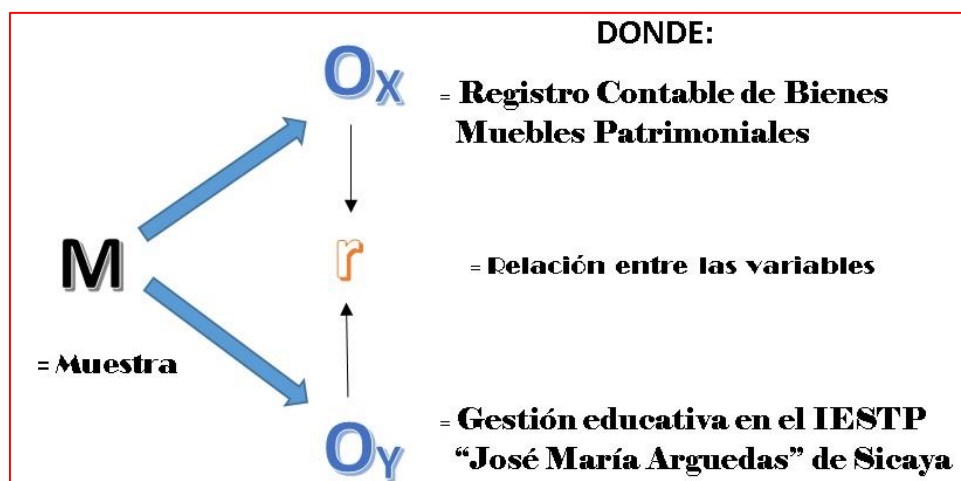 DONDE:
OX = Registro Contable de Bienes
Muebles Patrimoniales
M r = Relación entre las variables
= Muestra
OY = Gestión educativa en el IESTP
“José María Arguedas” de Sicaya